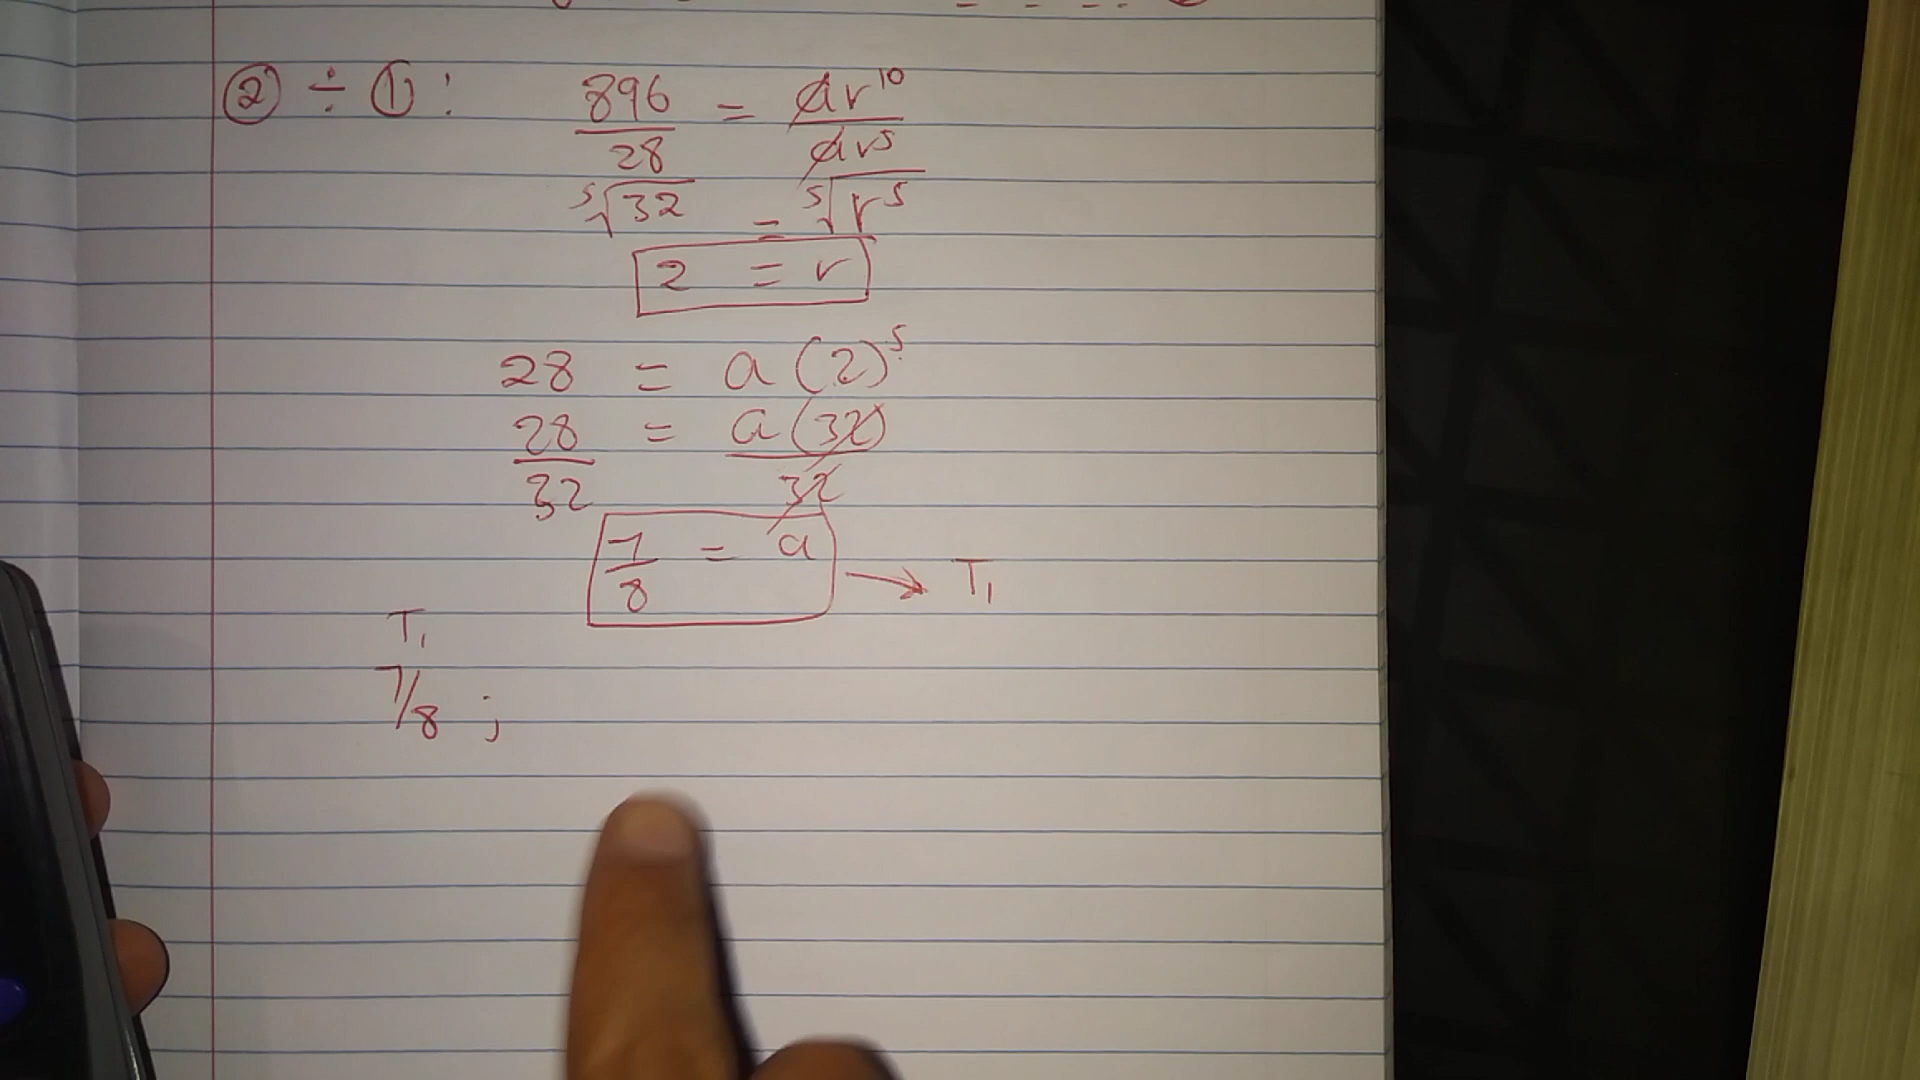 ② ÷ ① : 896/28 = ar¹⁰/ar⁵
⁵√32 = ⁵√r⁵
2 = r
28 = a(2)⁵
28/32 = a(32)/32
7/8 = a → T₁
T₁
7/8 ;